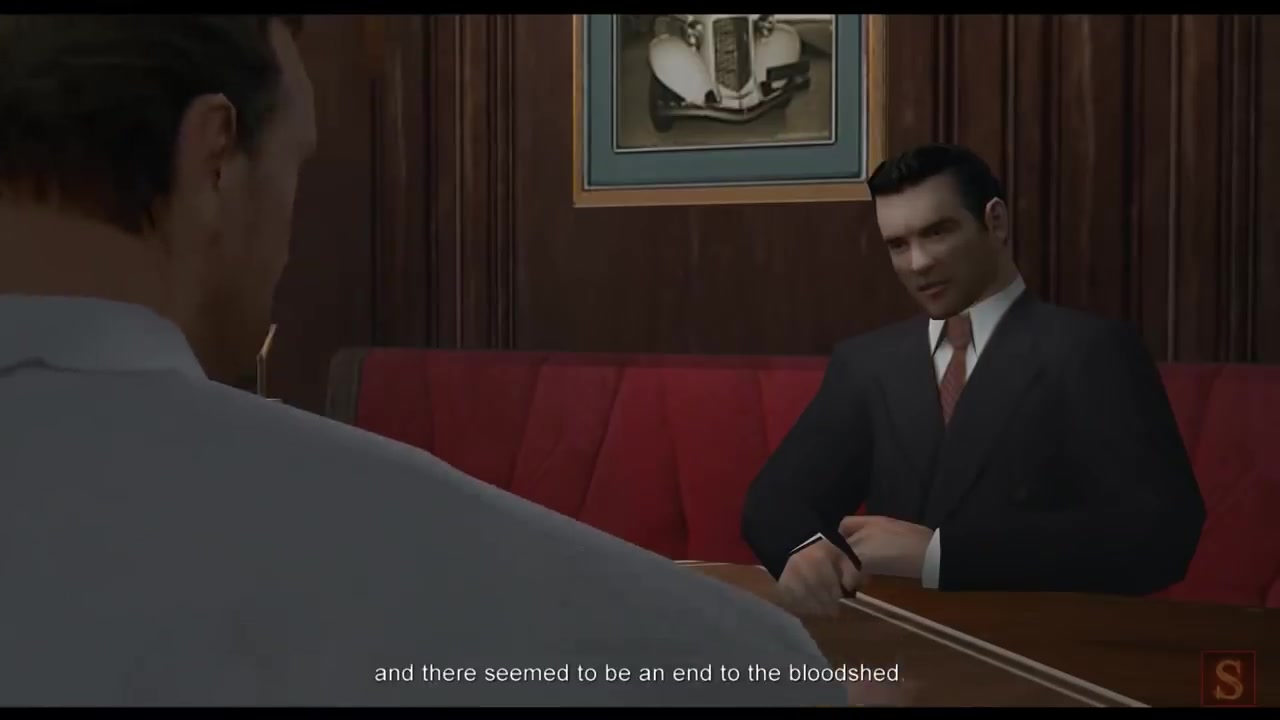 and there seemed to be an end to the bloodshed
S